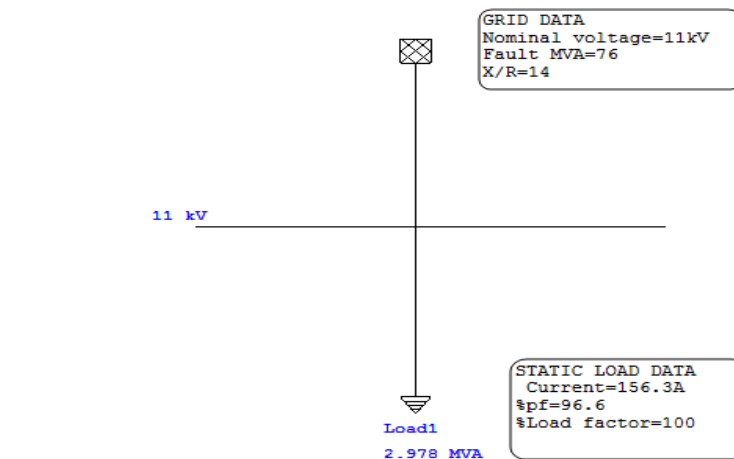 GRID DATA
Nominal voltage=11kV
Fault MVA=76
X/R=14
11 kV
STATIC LOAD DATA
Current=156.3A
%pf=96.6
%Load factor=100
Load1
2.978 MVA